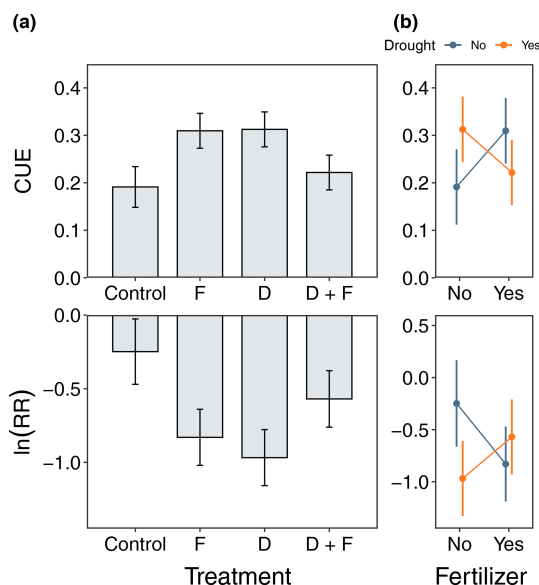 (a)
(b)
Drought No Yes
CUE
0.4
0.3
0.2
0.1
0.0
Control F D D + F
0.4
0.3
0.2
0.1
0.0
No Yes
ln(RR)
0.0
−0.5
−1.0
Control F D D + F
Treatment
0.5
0.0
−0.5
−1.0
No Yes
Fertilizer